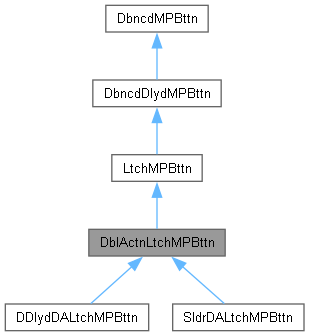 DbncdMPBttn
DbncdDlydMPBttn
LtchMPBttn
DblActnLtchMPBttn
DDlydDALtchMPBttn
SldrDALtchMPBttn